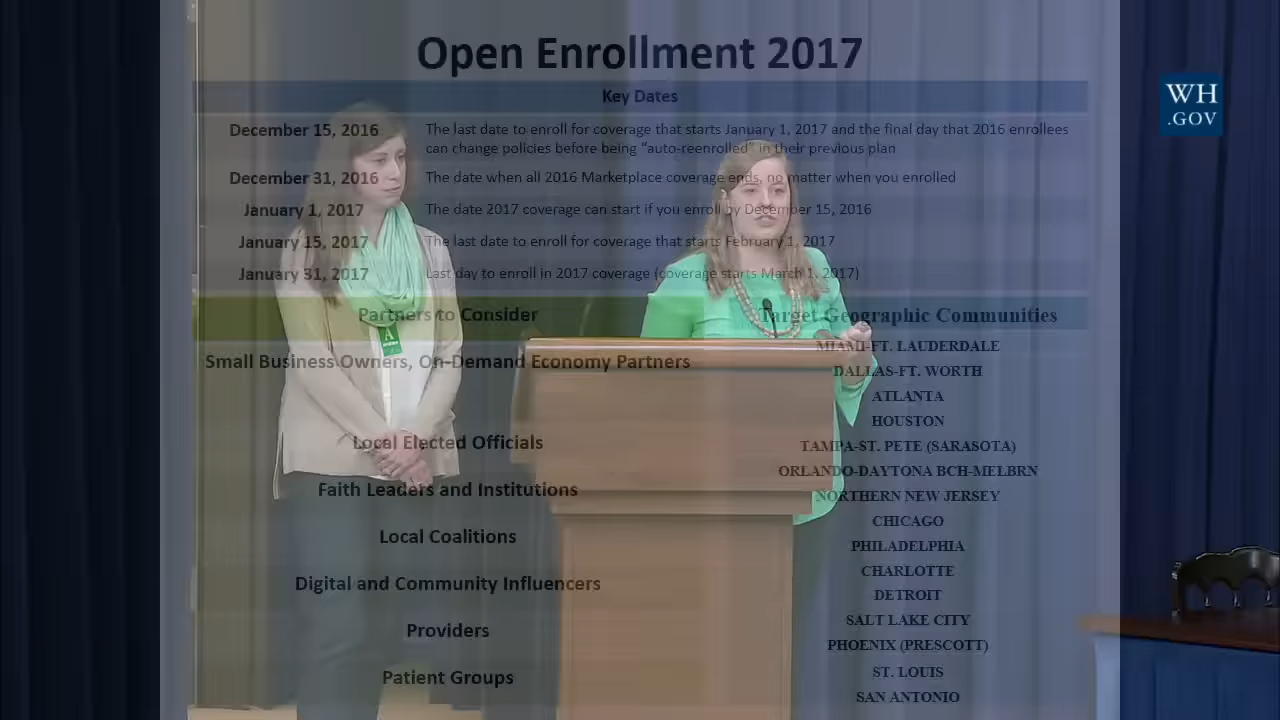 Open Enrollment 2017
WH
.GOV
Key Dates
December 15, 2016
The last date to enroll for coverage that starts January 1, 2017 and the final day that 2016 enrollees
can change policies before being “auto-reenrolled” in their previous plan
December 31, 2016
The date when all 2016 Marketplace coverage ends, no matter when you enrolled
January 1, 2017
The date 2017 coverage can start if you enroll by December 15, 2016
January 15, 2017
The last date to enroll for coverage that starts February 1, 2017
January 31, 2017
Last day to enroll in 2017 coverage (coverage starts March 1, 2017)
Partners to Consider
Small Business Owners, On-Demand Economy Partners
Local Elected Officials
Faith Leaders and Institutions
Local Coalitions
Digital and Community Influencers
Providers
Patient Groups
Target Geographic Communities
MIAMI-FT. LAUDERDALE
DALLAS-FT. WORTH
ATLANTA
HOUSTON
TAMPA-ST. PETE (SARASOTA)
ORLANDO-DAYTONA BCH-MELBRN
NORTHERN NEW JERSEY
CHICAGO
PHILADELPHIA
CHARLOTTE
DETROIT
SALT LAKE CITY
PHOENIX (PRESCOTT)
ST. LOUIS
SAN ANTONIO
A